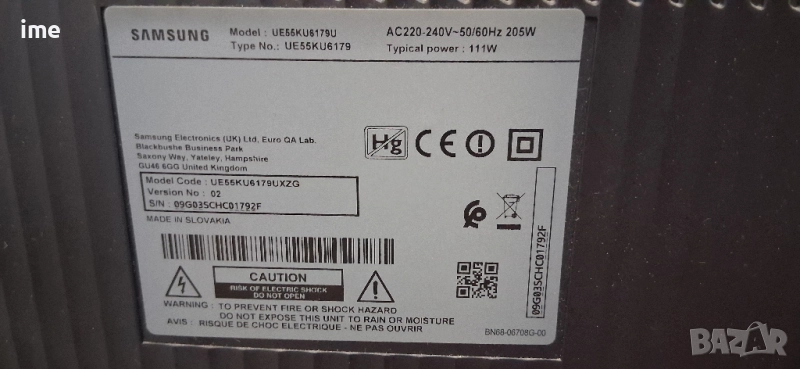 ime
SAMSUNG
Model : UE55KU6179U
Type No.: UE55KU6179
AC220-240V~50/60Hz 205W
Typical power : 111W
Samsung Electronics (UK) Ltd, Euro QA Lab.
Blackbushe Business Park
Saxony Way, Yateley, Hampshire
GU46 6GG United Kingdom
Hg CE
Model Code : UE55KU6179UXZG
Version No : 02
S/N : 09G03SCHC01792F
MADE IN SLOVAKIA
09G03SCHC01792F
CAUTION
RISK OF ELECTRIC SHOCK
DO NOT OPEN
WARNING : TO PREVENT FIRE OR SHOCK HAZARD
DO NOT EXPOSE THIS UNIT TO RAIN OR MOISTURE
AVIS : RISQUE DE CHOC ELECTRIQUE - NE PAS OUVRIR
BN68-06708G-00
BAZAR